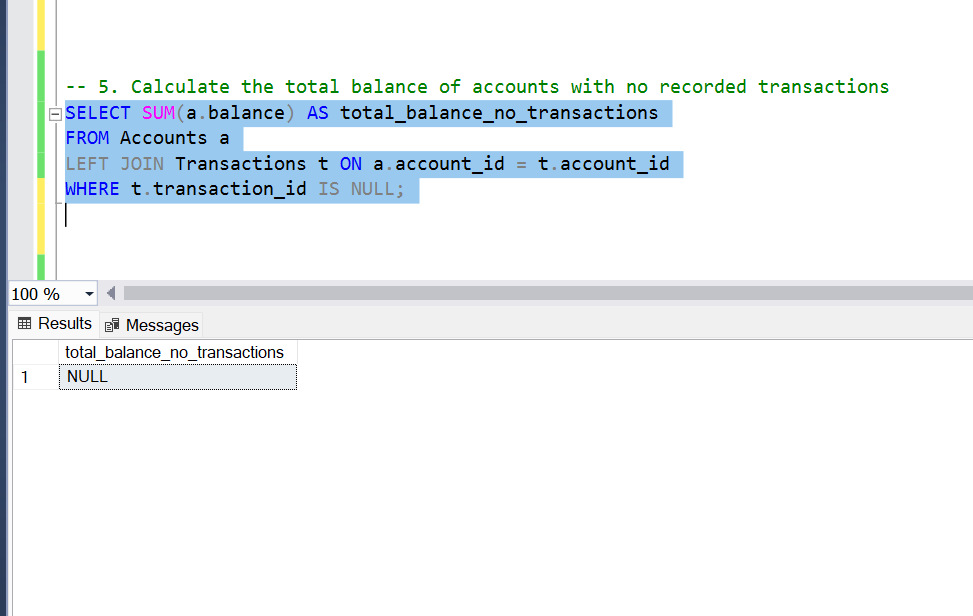 -- 5. Calculate the total balance of accounts with no recorded transactions
SELECT SUM(a.balance) AS total_balance_no_transactions
FROM Accounts a
LEFT JOIN Transactions t ON a.account_id = t.account_id
WHERE t.transaction_id IS NULL;
100 %
Results Messages
total_balance_no_transactions
1 NULL